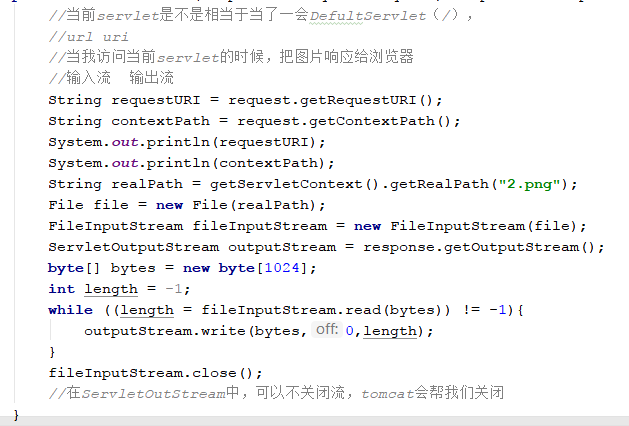 //当前servlet是不是相当于当了一会DefultServlet（/），
//url uri
//当我访问当前servlet的时候，把图片响应给浏览器
//输入流  输出流
String requestURI = request.getRequestURI();
String contextPath = request.getContextPath();
System.out.println(requestURI);
System.out.println(contextPath);
String realPath = getServletContext().getRealPath("2.png");
File file = new File(realPath);
FileInputStream fileInputStream = new FileInputStream(file);
ServletOutputStream outputStream = response.getOutputStream();
byte[] bytes = new byte[1024];
int length = -1;
while ((length = fileInputStream.read(bytes)) != -1){
    outputStream.write(bytes, off: 0,length);
}
fileInputStream.close();
//在ServletOutStream中，可以不关闭流，tomcat会帮我们关闭
}